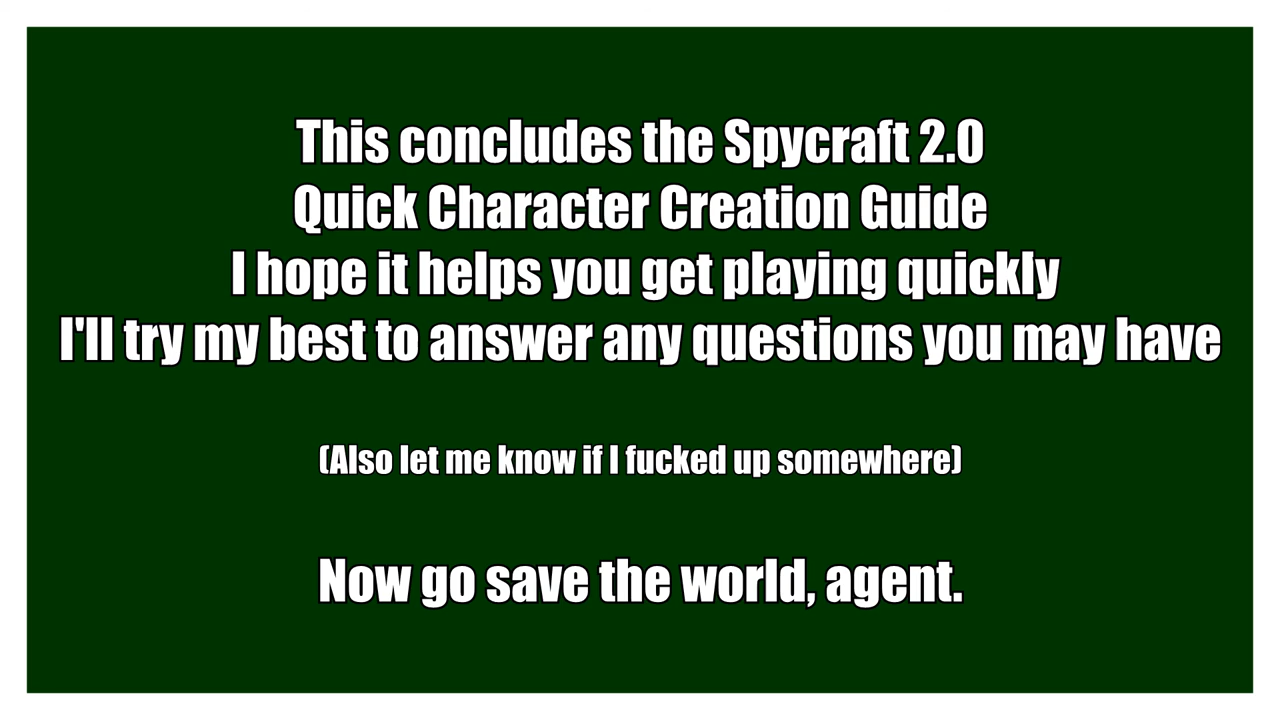 This concludes the Spycraft 2.0
Quick Character Creation Guide
I hope it helps you get playing quickly
I'll try my best to answer any questions you may have
(Also let me know if I fucked up somewhere)
Now go save the world, agent.